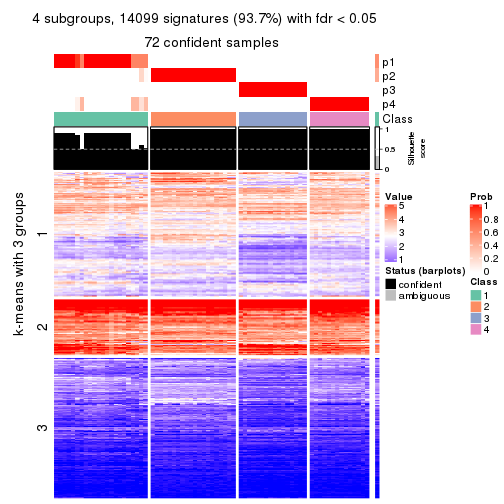 4 subgroups, 14099 signatures (93.7%) with fdr < 0.05
72 confident samples
p1
p2
p3
p4
Class
1
0.5
0
Silhouette
score
k-means with 3 groups
1
2
3
Value
5
4
3
2
1
Status (barplots)
confident
ambiguous
Prob
1
0.8
0.6
0.4
0.2
0
Class
1
2
3
4